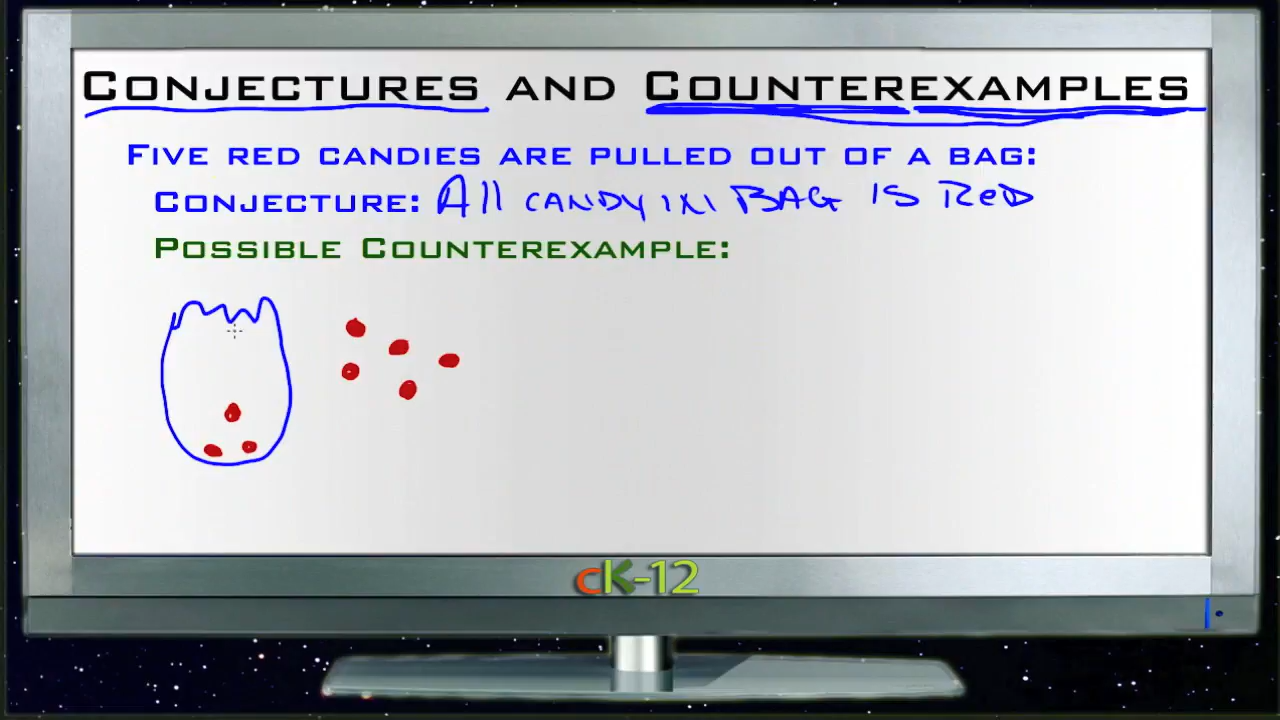 CONJECTURES AND COUNTEREXAMPLES
FIVE RED CANDIES ARE PULLED OUT OF A BAG:
CONJECTURE: All CANDY IN BAG IS ReD
POSSIBLE COUNTEREXAMPLE:
cK-12